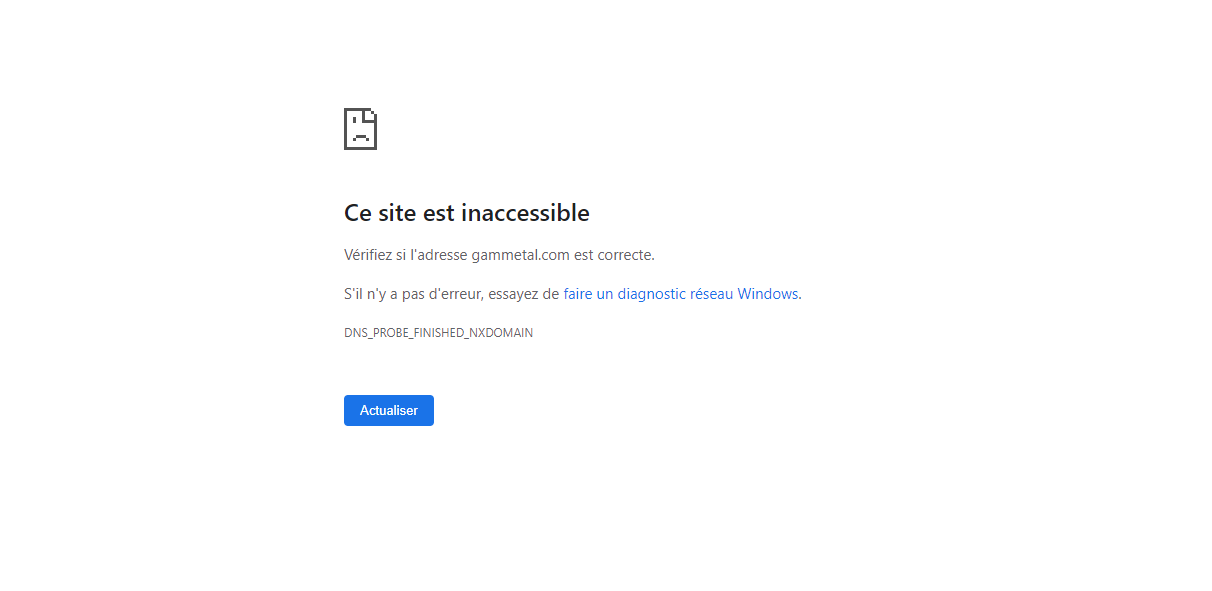 Ce site est inaccessible
Vérifiez si l'adresse gammetal.com est correcte.
S'il n'y a pas d'erreur, essayez de faire un diagnostic réseau Windows.
DNS_PROBE_FINISHED_NXDOMAIN
Actualiser